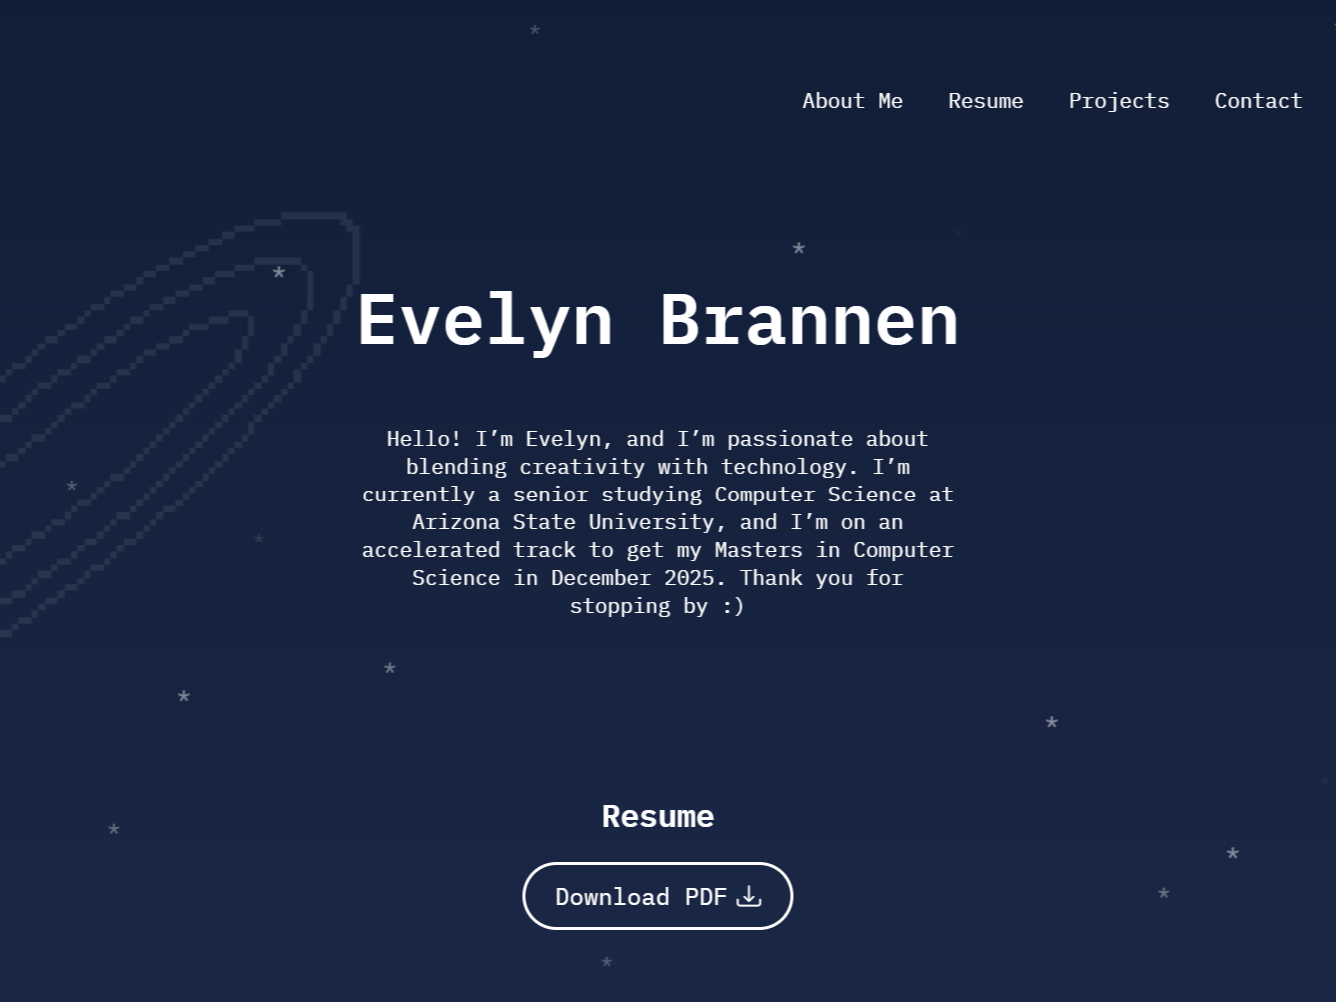 About Me Resume Projects Contact
Evelyn Brannen
Hello! I’m Evelyn, and I’m passionate about
blending creativity with technology. I’m
currently a senior studying Computer Science at
Arizona State University, and I’m on an
accelerated track to get my Masters in Computer
Science in December 2025. Thank you for
stopping by :)
Resume
Download PDF